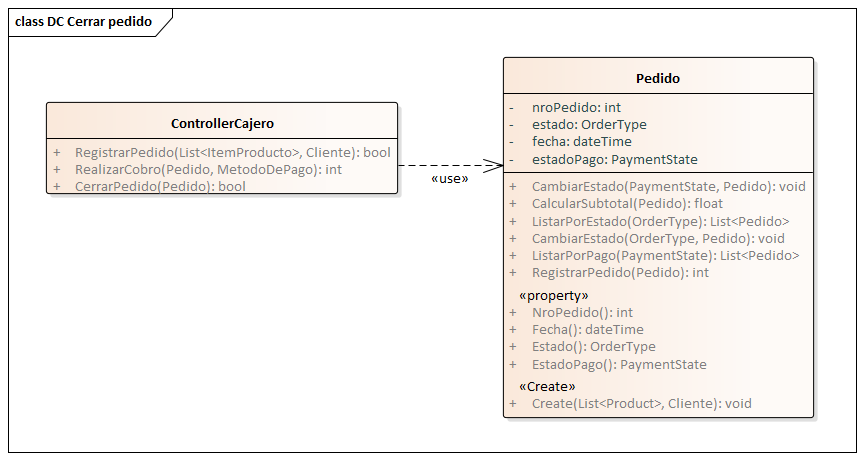 class DC Cerrar pedido
ControllerCajero
+ RegistrarPedido(List<ItemProducto>, Cliente): bool
+ RealizarCobro(Pedido, MetodoDePago): int
+ CerrarPedido(Pedido): bool
«use»
Pedido
- nroPedido: int
- estado: OrderType
- fecha: dateTime
- estadoPago: PaymentState
+ CambiarEstado(PaymentState, Pedido): void
+ CalcularSubtotal(Pedido): float
+ ListarPorEstado(OrderType): List<Pedido>
+ CambiarEstado(OrderType, Pedido): void
+ ListarPorPago(PaymentState): List<Pedido>
+ RegistrarPedido(Pedido): int
«property»
+ NroPedido(): int
+ Fecha(): dateTime
+ Estado(): OrderType
+ EstadoPago(): PaymentState
«Create»
+ Create(List<Product>, Cliente): void